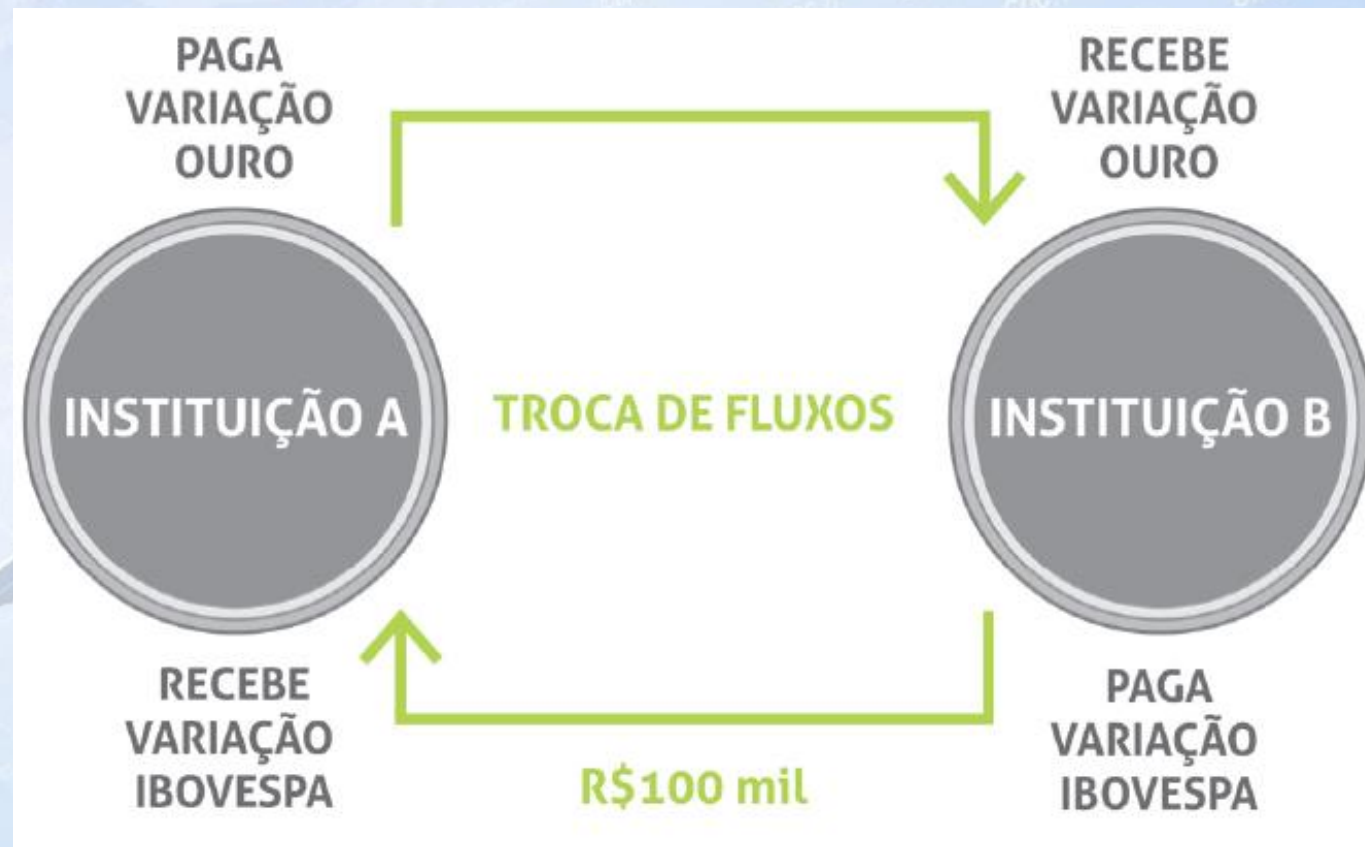 PAGA
VARIAÇÃO
OURO
RECEBE
VARIAÇÃO
OURO
INSTITUIÇÃO A
TROCA DE FLUXOS
INSTITUIÇÃO B
RECEBE
VARIAÇÃO
IBOVESPA
R$100 mil
PAGA
VARIAÇÃO
IBOVESPA